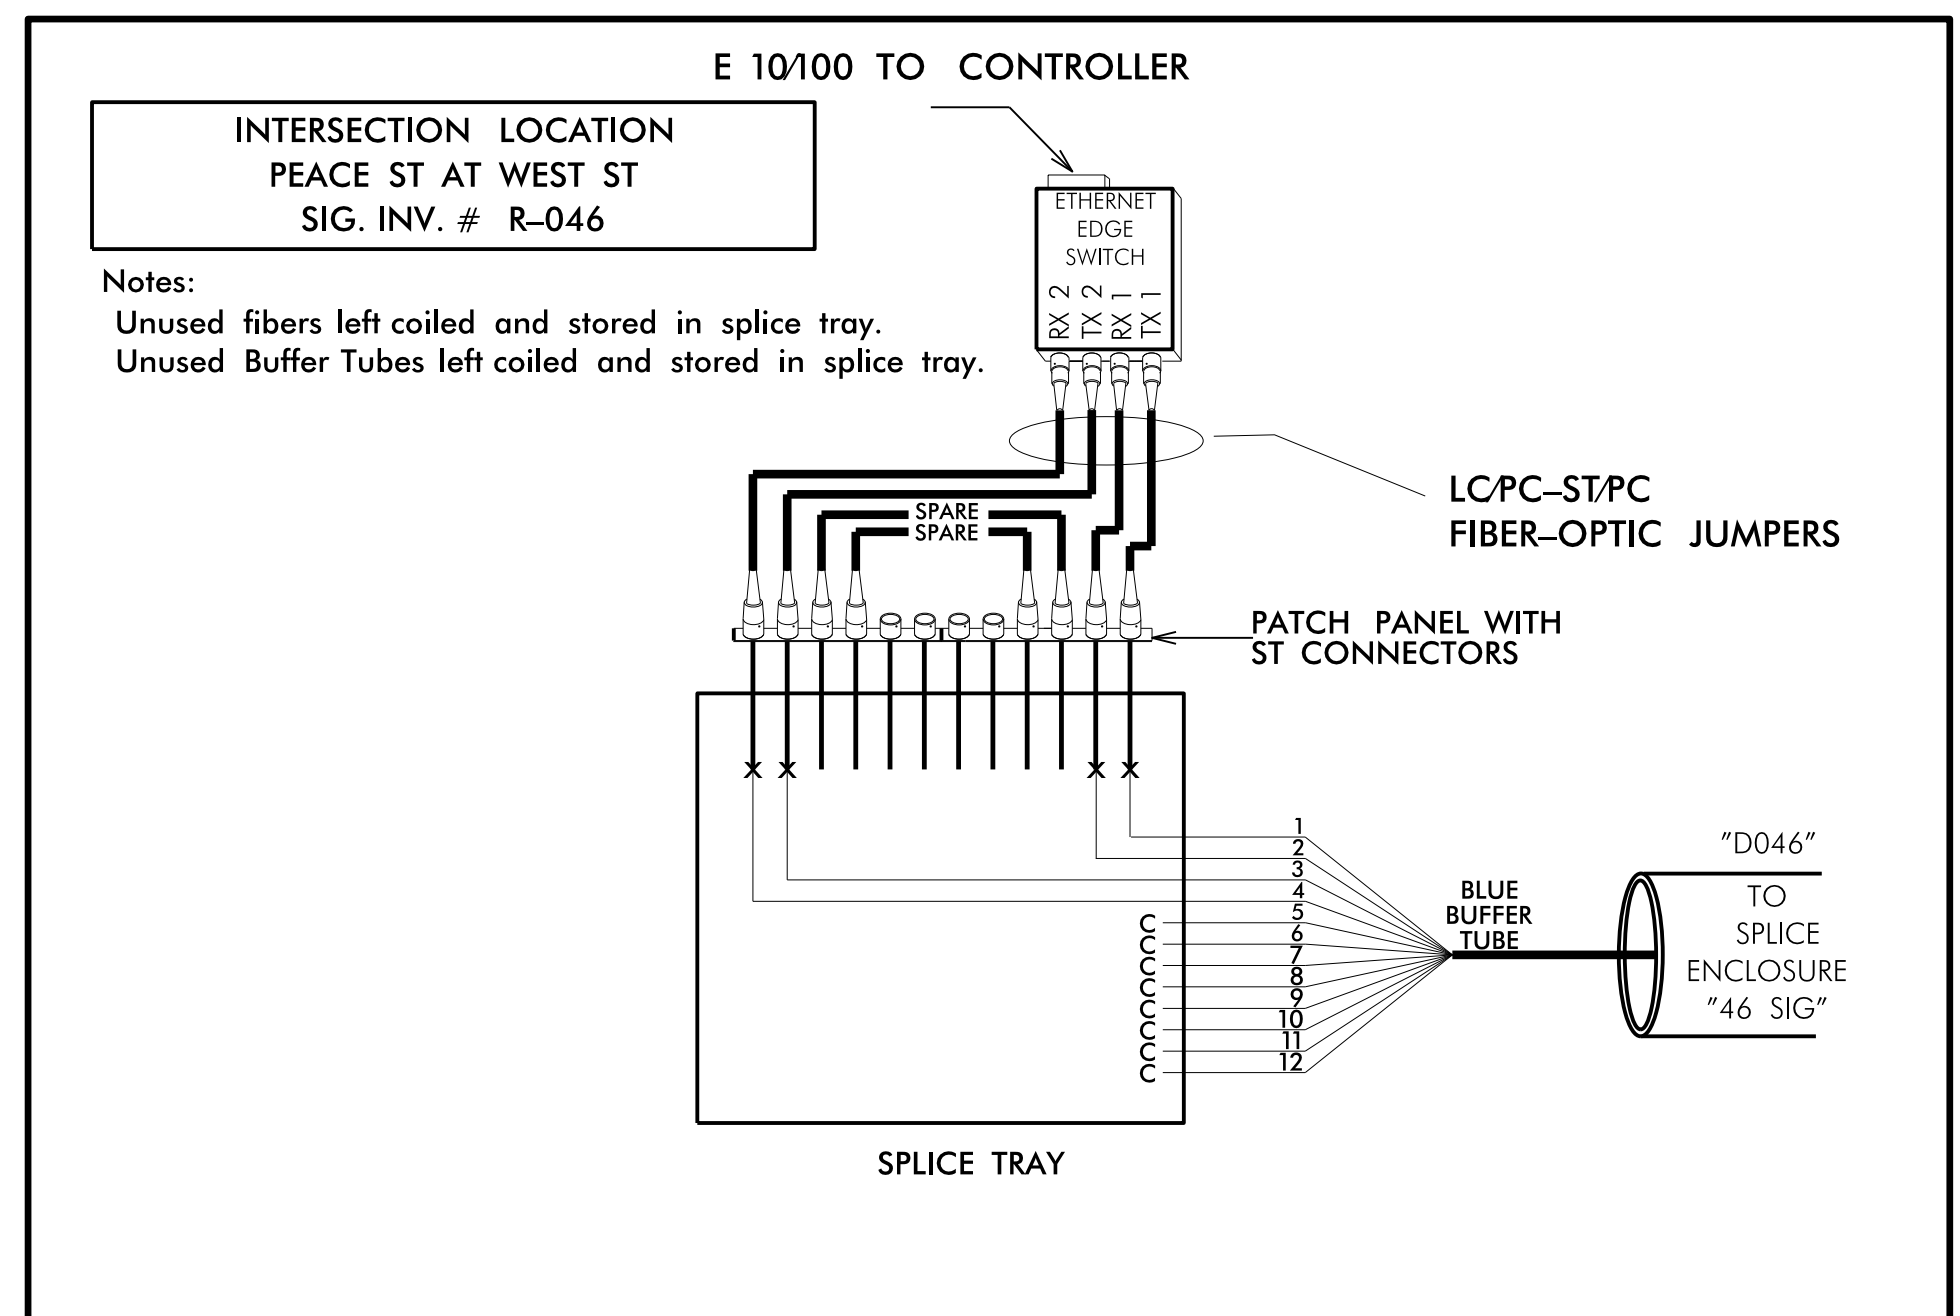 E 10/100 TO CONTROLLER
INTERSECTION LOCATION
PEACE ST AT WEST ST
SIG. INV. # R-046
Notes:
Unused fibers left coiled and stored in splice tray.
Unused Buffer Tubes left coiled and stored in splice tray.
ETHERNET
EDGE
SWITCH
RX 2
TX 2
RX 1
TX 1
LC/PC-ST/PC
FIBER-OPTIC JUMPERS
SPARE
SPARE
PATCH PANEL WITH
ST CONNECTORS
X X X X
1
2
3
4
C 5
C 6
C 7
C 8
C 9
C 10
C 11
C 12
BLUE
BUFFER
TUBE
"D046"
TO
SPLICE
ENCLOSURE
"46 SIG"
SPLICE TRAY